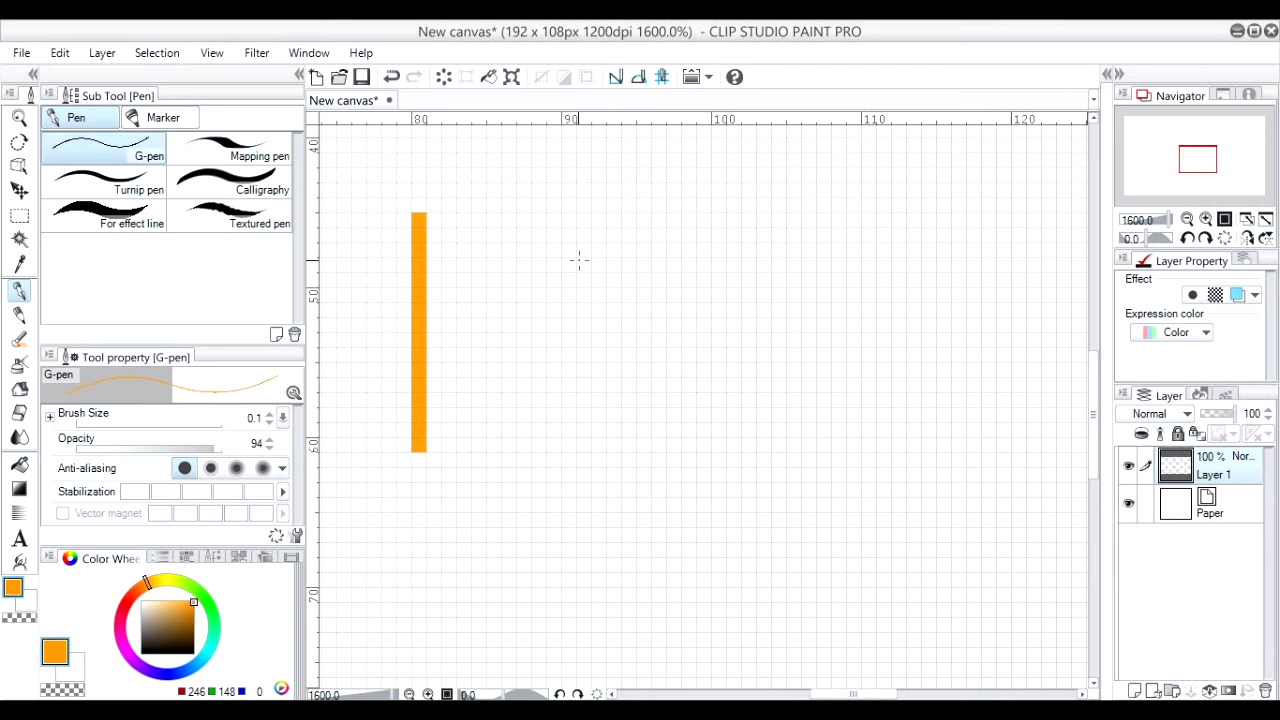 New canvas* (192 x 108px 1200dpi 1600.0%) - CLIP STUDIO PAINT PRO
File Edit Layer Selection View Filter Window Help
Sub Tool [Pen]
New canvas*
Pen Marker
G-pen Mapping pen
Turnip pen Calligraphy
For effect line Textured pen
80 90 100 110 120
40
50
60
70
Tool property [G-pen]
G-pen
Brush Size 0.1
Opacity 94
Anti-aliasing
Stabilization
Vector magnet
Color Whee
246 148 0
1600.0 0.0
Navigator
1600.0
0.0
Layer Property
Effect
Expression color
Color
Layer
Normal 100
100 % Nor...
Layer 1
Paper
A